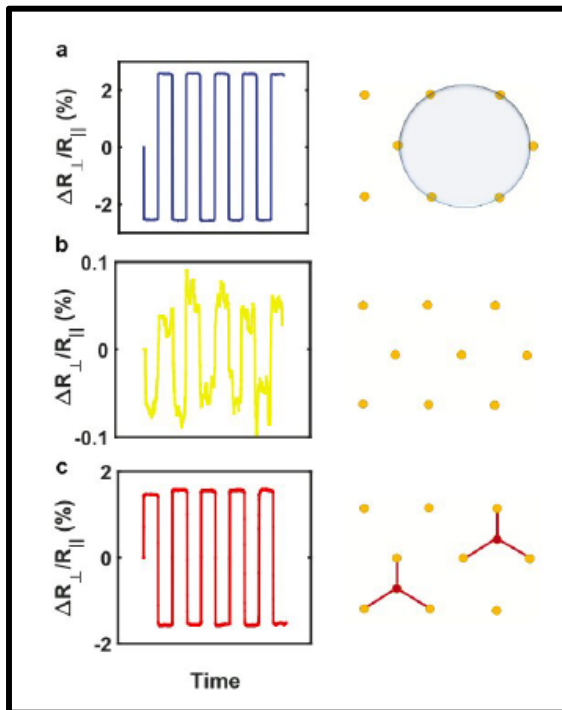 a
ΔR⊥/R∥ (%)
2
0
-2
b
ΔR⊥/R∥ (%)
0.1
0
-0.1
c
ΔR⊥/R∥ (%)
2
0
-2
Time